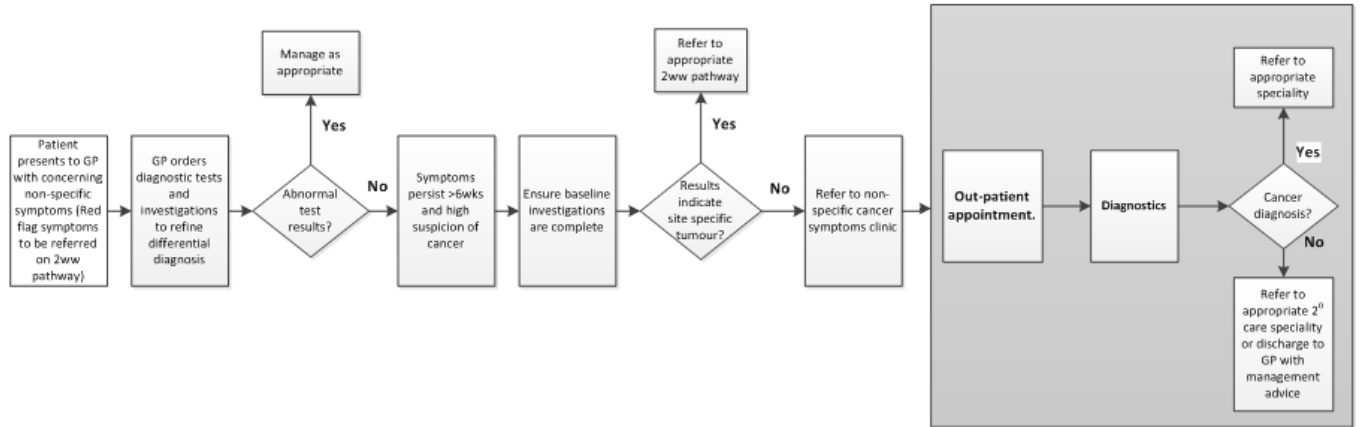 Patient
presents to GP
with concerning
non-specific
symptoms (Red
flag symptoms
to be referred
on 2ww
pathway)
GP orders
diagnostic tests
and
investigations
to refine
differential
diagnosis
Abnormal
test
results?
Yes
Manage as
appropriate
No
Symptoms
persist >6wks
and high
suspicion of
cancer
Ensure baseline
investigations
are complete
Results
indicate
site specific
tumour?
Yes
Refer to
appropriate
2ww pathway
No
Refer to non-
specific cancer
symptoms clinic
Out-patient
appointment.
Diagnostics
Cancer
diagnosis?
Yes
Refer to
appropriate
speciality
No
Refer to
appropriate 2⁰
care speciality
or discharge to
GP with
management
advice